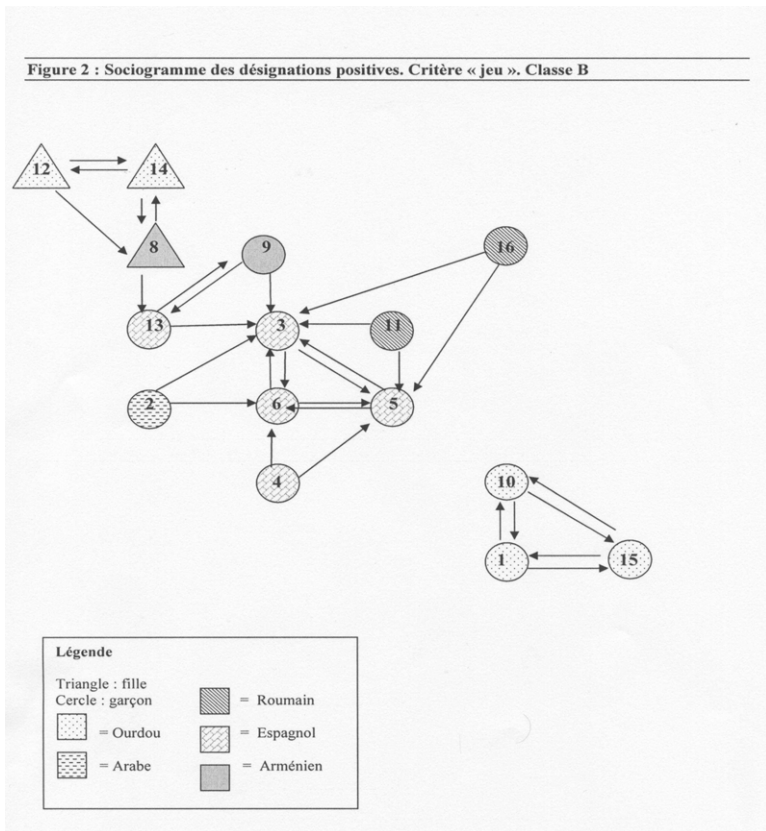 Figure 2 : Sociogramme des désignations positives. Critère « jeu ». Classe B
12 14
8 9 16
13 3 11
2 6 5
4 10
1 15
Légende
Triangle : fille
Cercle : garçon
= Roumain
= Ourdou = Espagnol
= Arabe = Arménien